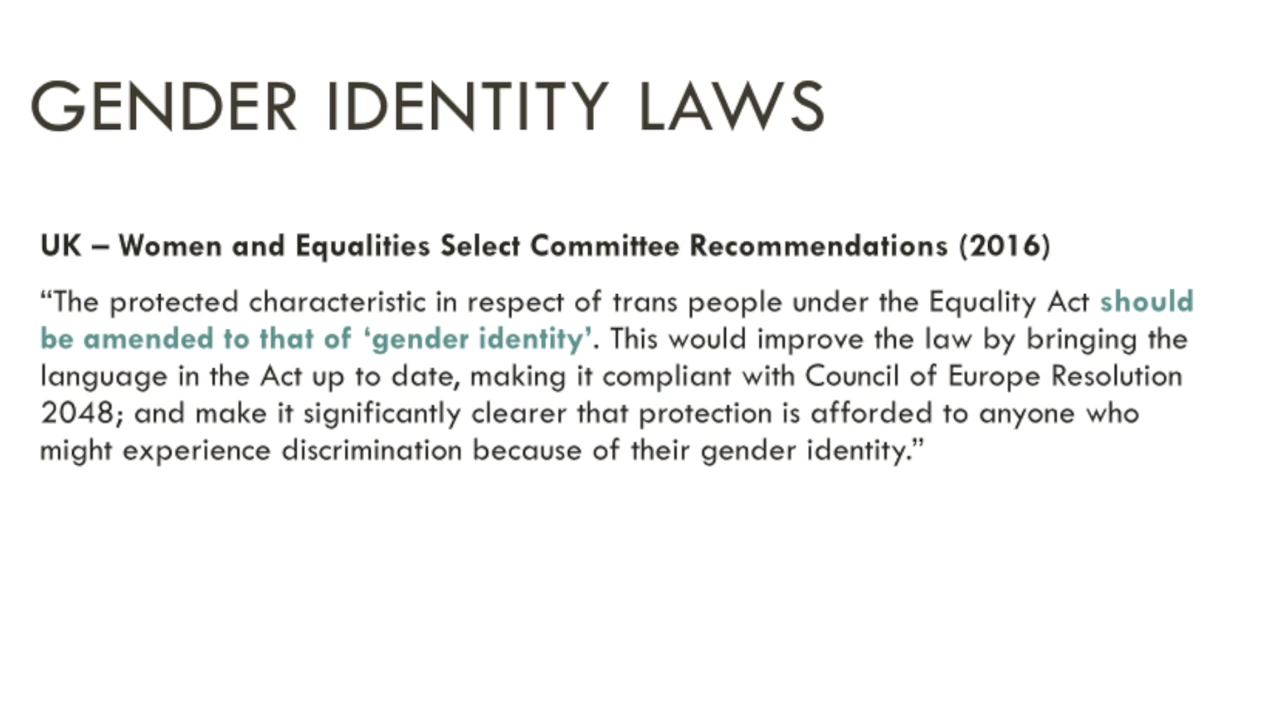 GENDER IDENTITY LAWS
UK – Women and Equalities Select Committee Recommendations (2016)
“The protected characteristic in respect of trans people under the Equality Act should
be amended to that of ‘gender identity’. This would improve the law by bringing the
language in the Act up to date, making it compliant with Council of Europe Resolution
2048; and make it significantly clearer that protection is afforded to anyone who
might experience discrimination because of their gender identity.”